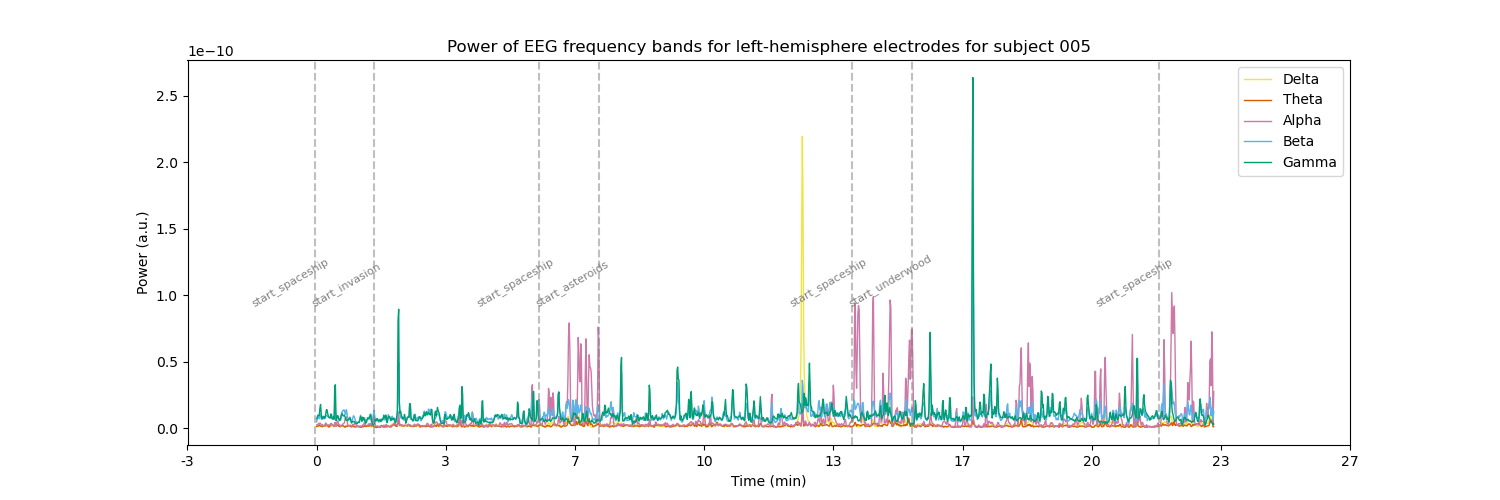 Power of EEG frequency bands for left-hemisphere electrodes for subject 005
1e−10
2.5
2.0
1.5
1.0
0.5
0.0
Power (a.u.)
Delta
Theta
Alpha
Beta
Gamma
start_spaceship
start_invasion
start_spaceship
start_asteroids
start_spaceship
start_underwood
start_spaceship
-3
0
3
7
10
13
17
20
23
27
Time (min)